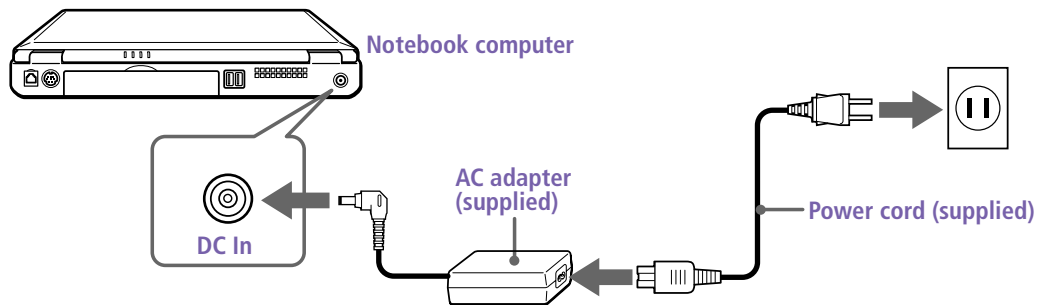 Notebook computer
AC adapter
(supplied)
Power cord (supplied)
DC In